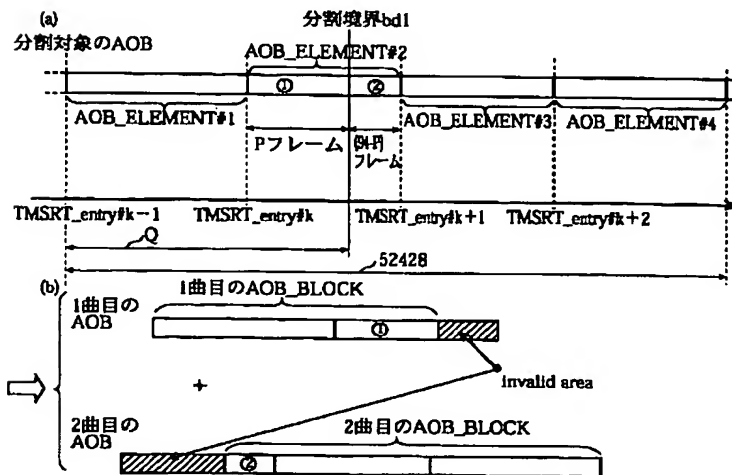 (a)
分割境界bd1
分割対象のAOB
AOB_ELEMENT#2
① ②
AOB_ELEMENT#1
AOB_ELEMENT#3
AOB_ELEMENT#4
Pフレーム
(94-P)
フレーム
TMSRT_entry#k-1 TMSRT_entry#k TMSRT_entry#k+1 TMSRT_entry#k+2
Q
52428
(b)
1曲目のAOB_BLOCK
1曲目の
AOB
①
invalid area
+
2曲目の
AOB
2曲目のAOB_BLOCK
②